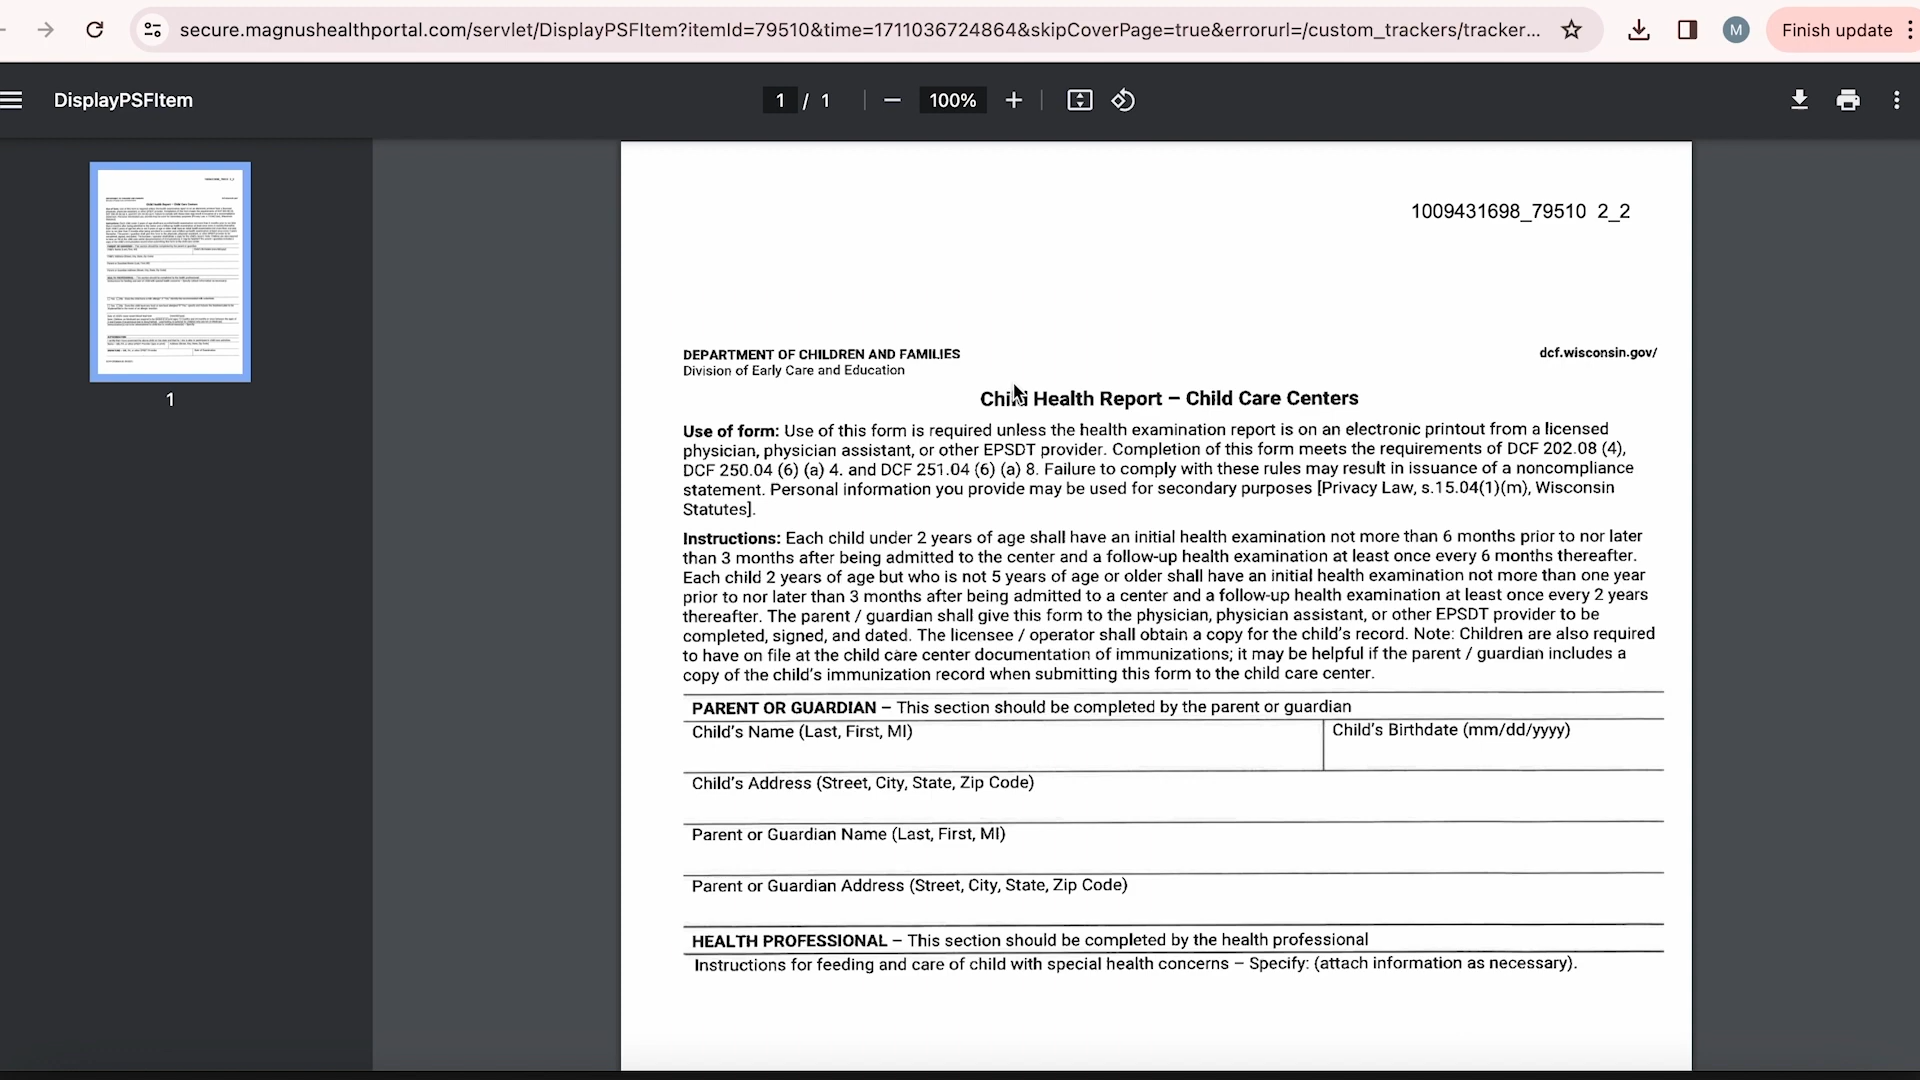 secure.magnushealthportal.com/servlet/DisplayPSFItem?itemId=79510&time=1711036724864&skipCoverPage=true&errorurl=/custom_trackers/tracker...
M
Finish update
DisplayPSFItem
1 / 1
100%
1
1009431698_79510 2_2
DEPARTMENT OF CHILDREN AND FAMILIES
dcf.wisconsin.gov/
Division of Early Care and Education
Child Health Report – Child Care Centers
Use of form: Use of this form is required unless the health examination report is on an electronic printout from a licensed
physician, physician assistant, or other EPSDT provider. Completion of this form meets the requirements of DCF 202.08 (4),
DCF 250.04 (6) (a) 4. and DCF 251.04 (6) (a) 8. Failure to comply with these rules may result in issuance of a noncompliance
statement. Personal information you provide may be used for secondary purposes [Privacy Law, s.15.04(1)(m), Wisconsin
Statutes].
Instructions: Each child under 2 years of age shall have an initial health examination not more than 6 months prior to nor later
than 3 months after being admitted to the center and a follow-up health examination at least once every 6 months thereafter.
Each child 2 years of age but who is not 5 years of age or older shall have an initial health examination not more than one year
prior to nor later than 3 months after being admitted to a center and a follow-up health examination at least once every 2 years
thereafter. The parent / guardian shall give this form to the physician, physician assistant, or other EPSDT provider to be
completed, signed, and dated. The licensee / operator shall obtain a copy for the child's record. Note: Children are also required
to have on file at the child care center documentation of immunizations; it may be helpful if the parent / guardian includes a
copy of the child's immunization record when submitting this form to the child care center.
PARENT OR GUARDIAN – This section should be completed by the parent or guardian
Child's Name (Last, First, MI)
Child's Birthdate (mm/dd/yyyy)
Child's Address (Street, City, State, Zip Code)
Parent or Guardian Name (Last, First, MI)
Parent or Guardian Address (Street, City, State, Zip Code)
HEALTH PROFESSIONAL – This section should be completed by the health professional
Instructions for feeding and care of child with special health concerns – Specify: (attach information as necessary).